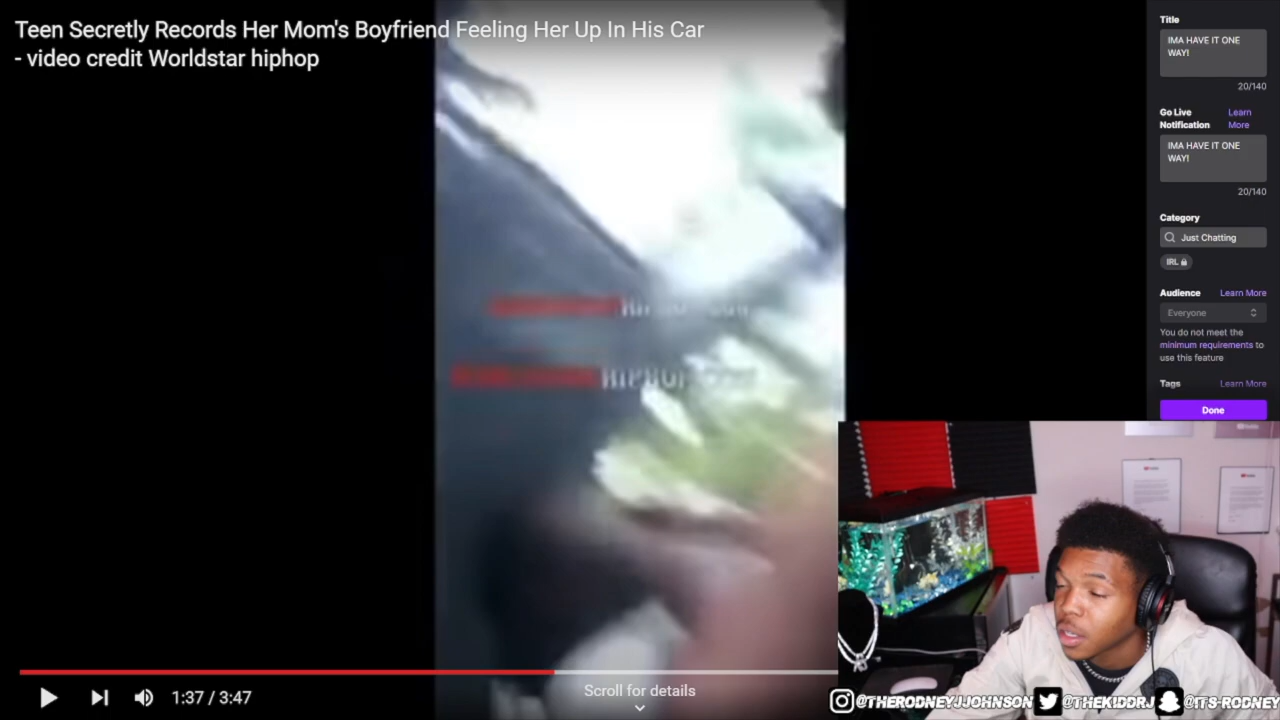 Teen Secretly Records Her Mom's Boyfriend Feeling Her Up In His Car
- video credit Worldstar hiphop
1:37 / 3:47
Scroll for details
Title
IMA HAVE IT ONE
WAY!
20/140
Go Live Learn
Notification More
IMA HAVE IT ONE
WAY!
20/140
Category
Just Chatting
IRL
Audience Learn More
Everyone
You do not meet the
minimum requirements to
use this feature
Tags Learn More
Done
@THERODNEYJJOHNSON @THEKIDDRJ @ITS-RODNEY